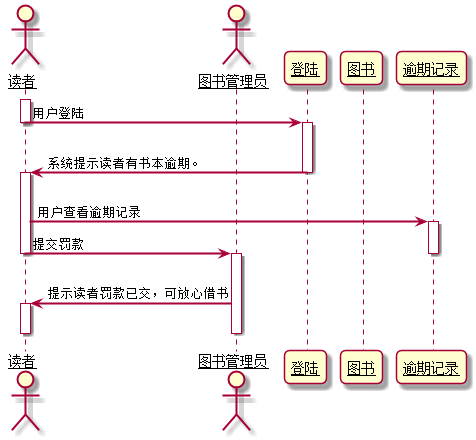 读者
图书管理员
登陆
图书
逾期记录
用户登陆
系统提示读者有书本逾期。
用户查看逾期记录
提交罚款
提示读者罚款已交，可放心借书
读者
图书管理员
登陆
图书
逾期记录